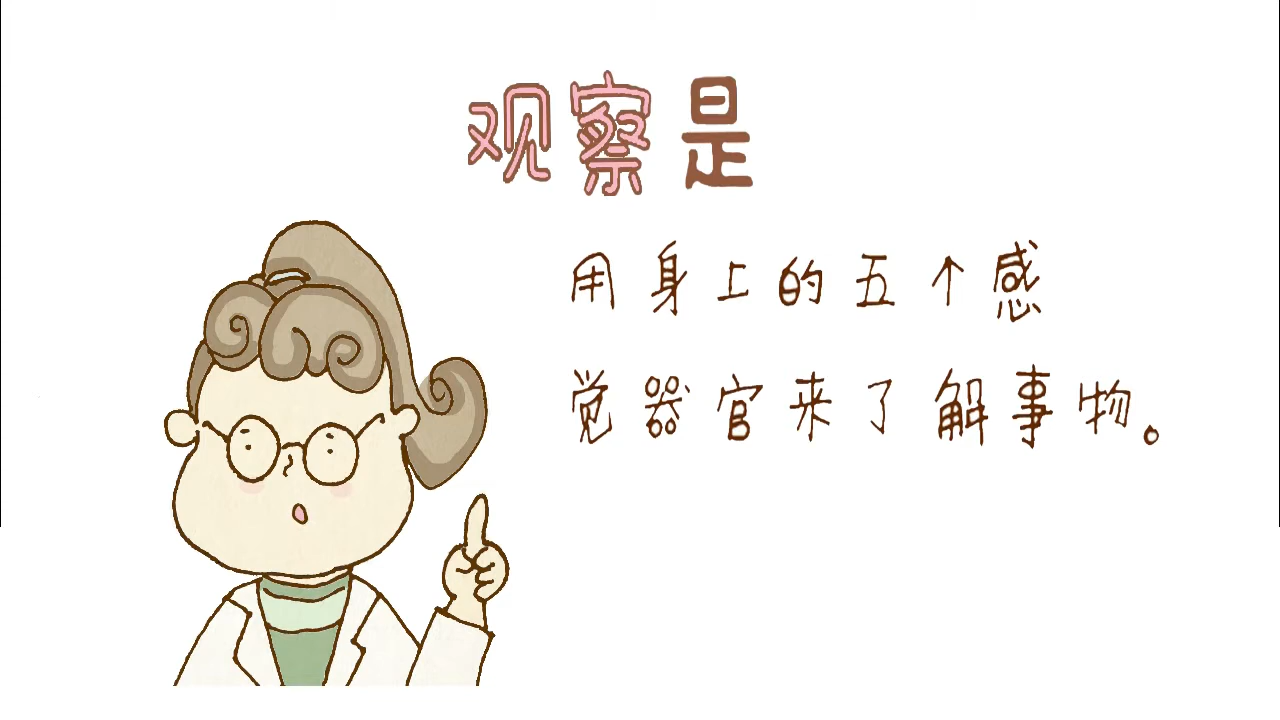 观察是
用身上的五个感
觉器官来了解事物。